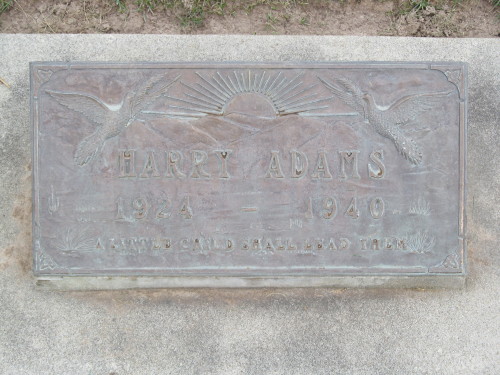 HARRY ADAMS
1924 - 1940
A LITTLE CHILD SHALL LEAD THEM